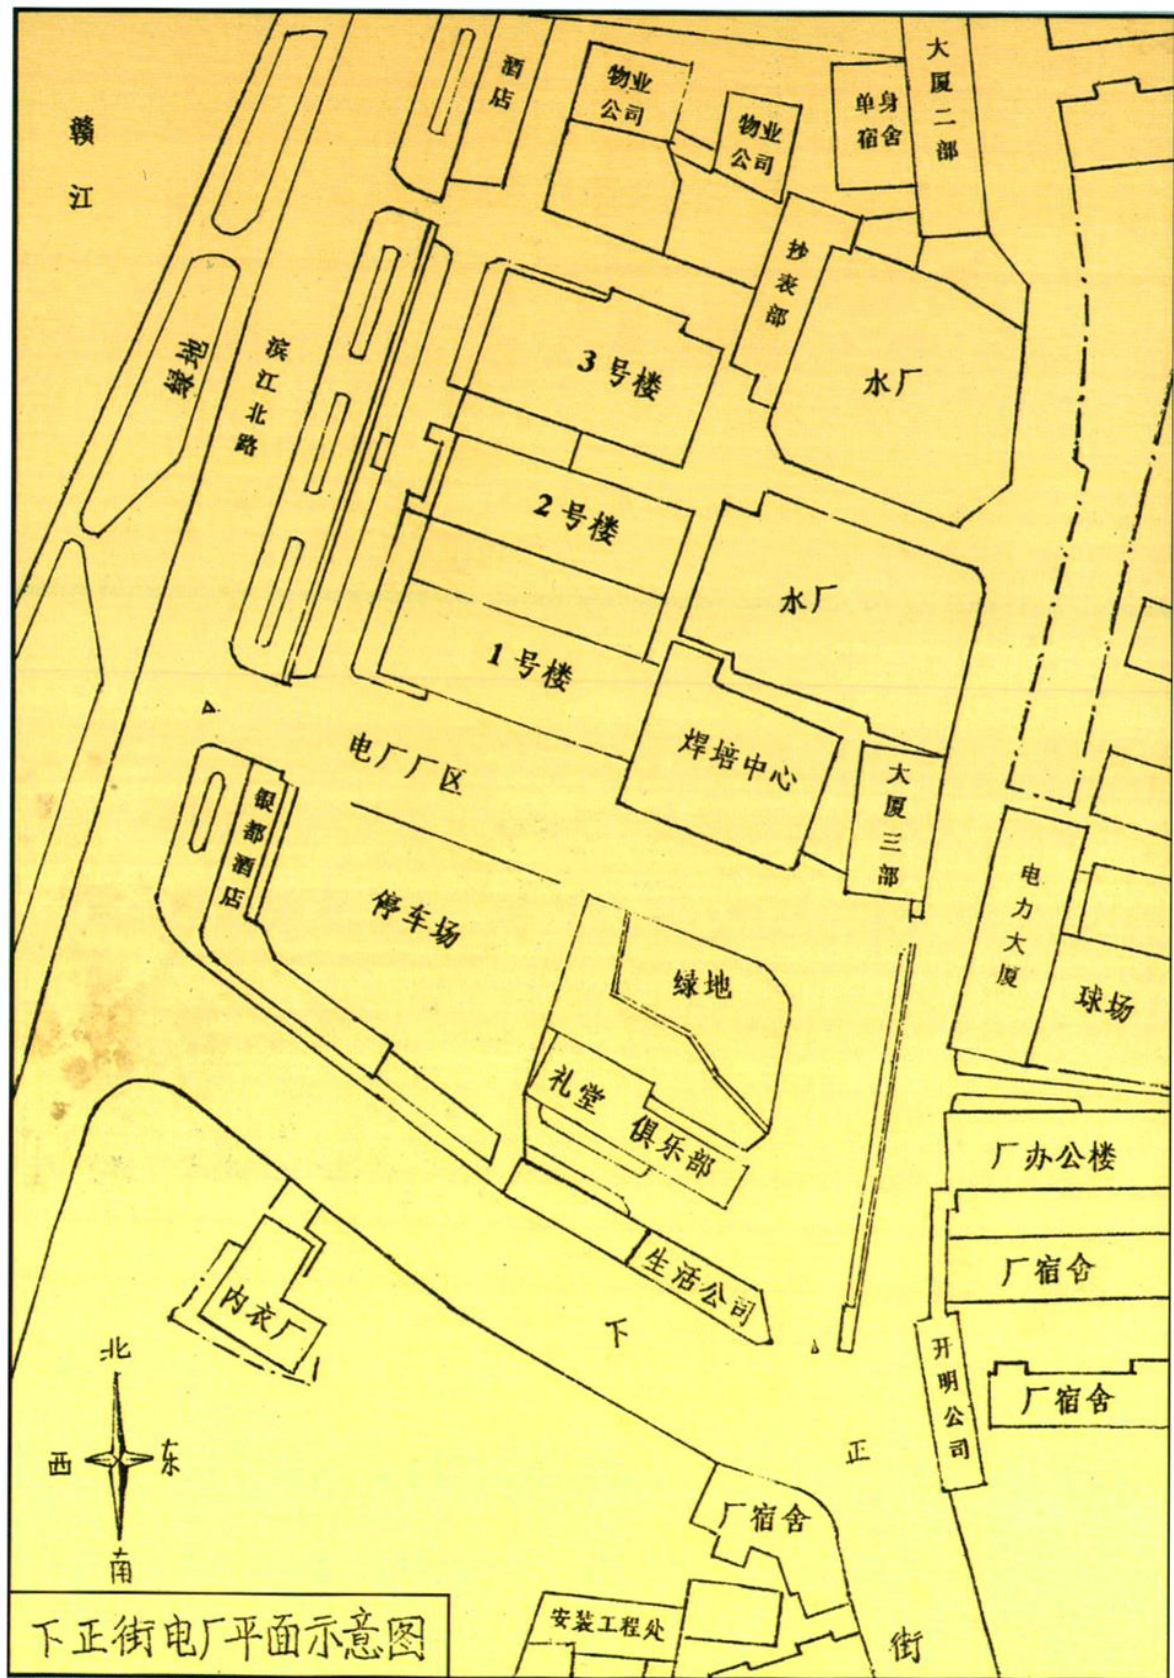 赣江
酒店
物业
公司
物业
公司
单身
宿舍
大厦二部
抄表部
绿地
滨江北路
3号楼
水厂
2号楼
水厂
1号楼
电厂厂区
焊培中心
大厦三部
银都酒店
停车场
绿地
电力大厦
球场
礼堂
俱乐部
厂办公楼
厂宿舍
生活公司
内衣厂
开明公司
厂宿舍
下正街
厂宿舍
安装工程处
北
西
东
南
下正街电厂平面示意图